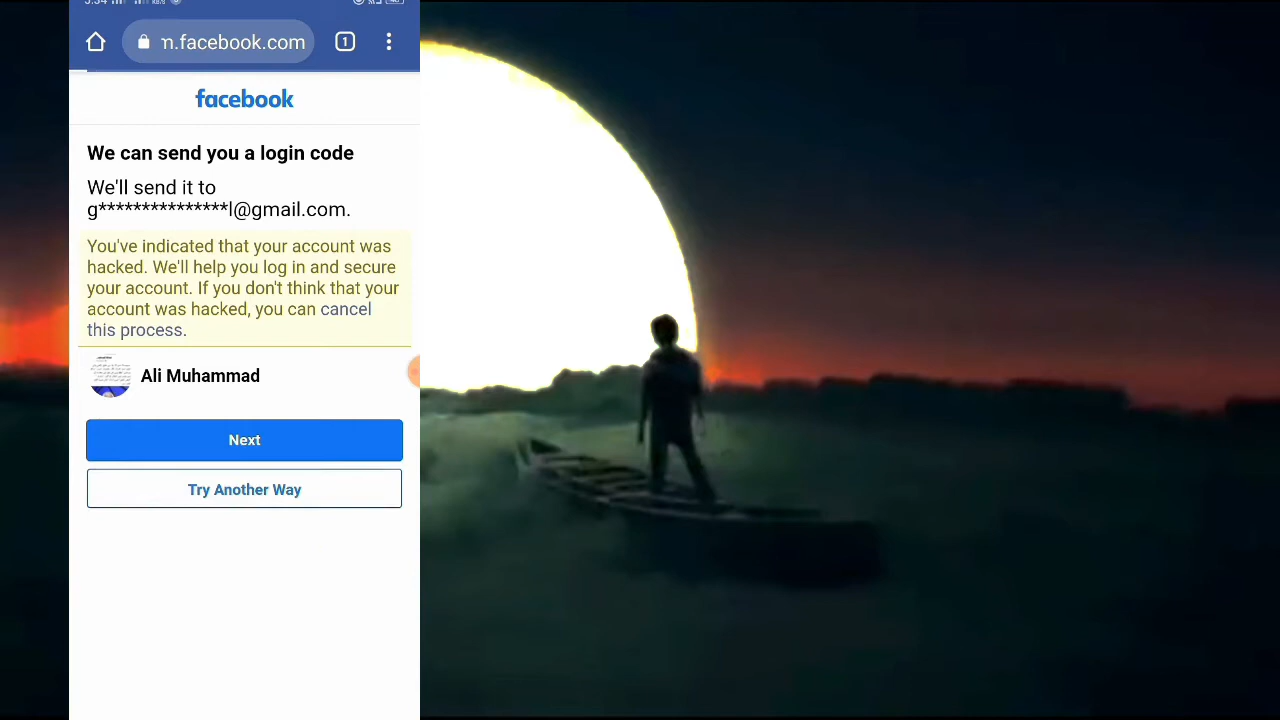 m.facebook.com
1
facebook
We can send you a login code
We'll send it to
g***************l@gmail.com.
You've indicated that your account was
hacked. We'll help you log in and secure
your account. If you don't think that your
account was hacked, you can cancel
this process.
Ali Muhammad
Next
Try Another Way